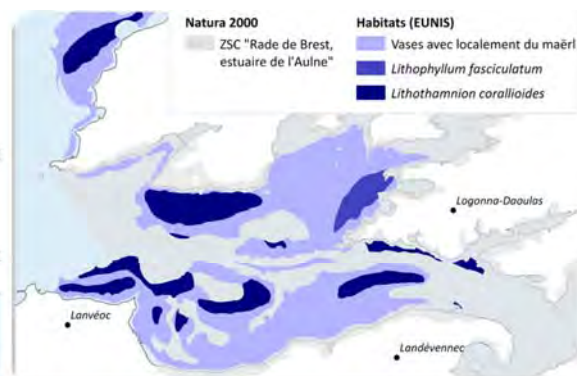 Natura 2000
ZSC "Rade de Brest,
estuaire de l'Aulne"
Habitats (EUNIS)
Vases avec localement du maërl
Lithophyllum fasciculatum
Lithothamnion corallioides
Logonna-Daoulas
Lanvéoc
Landévennec